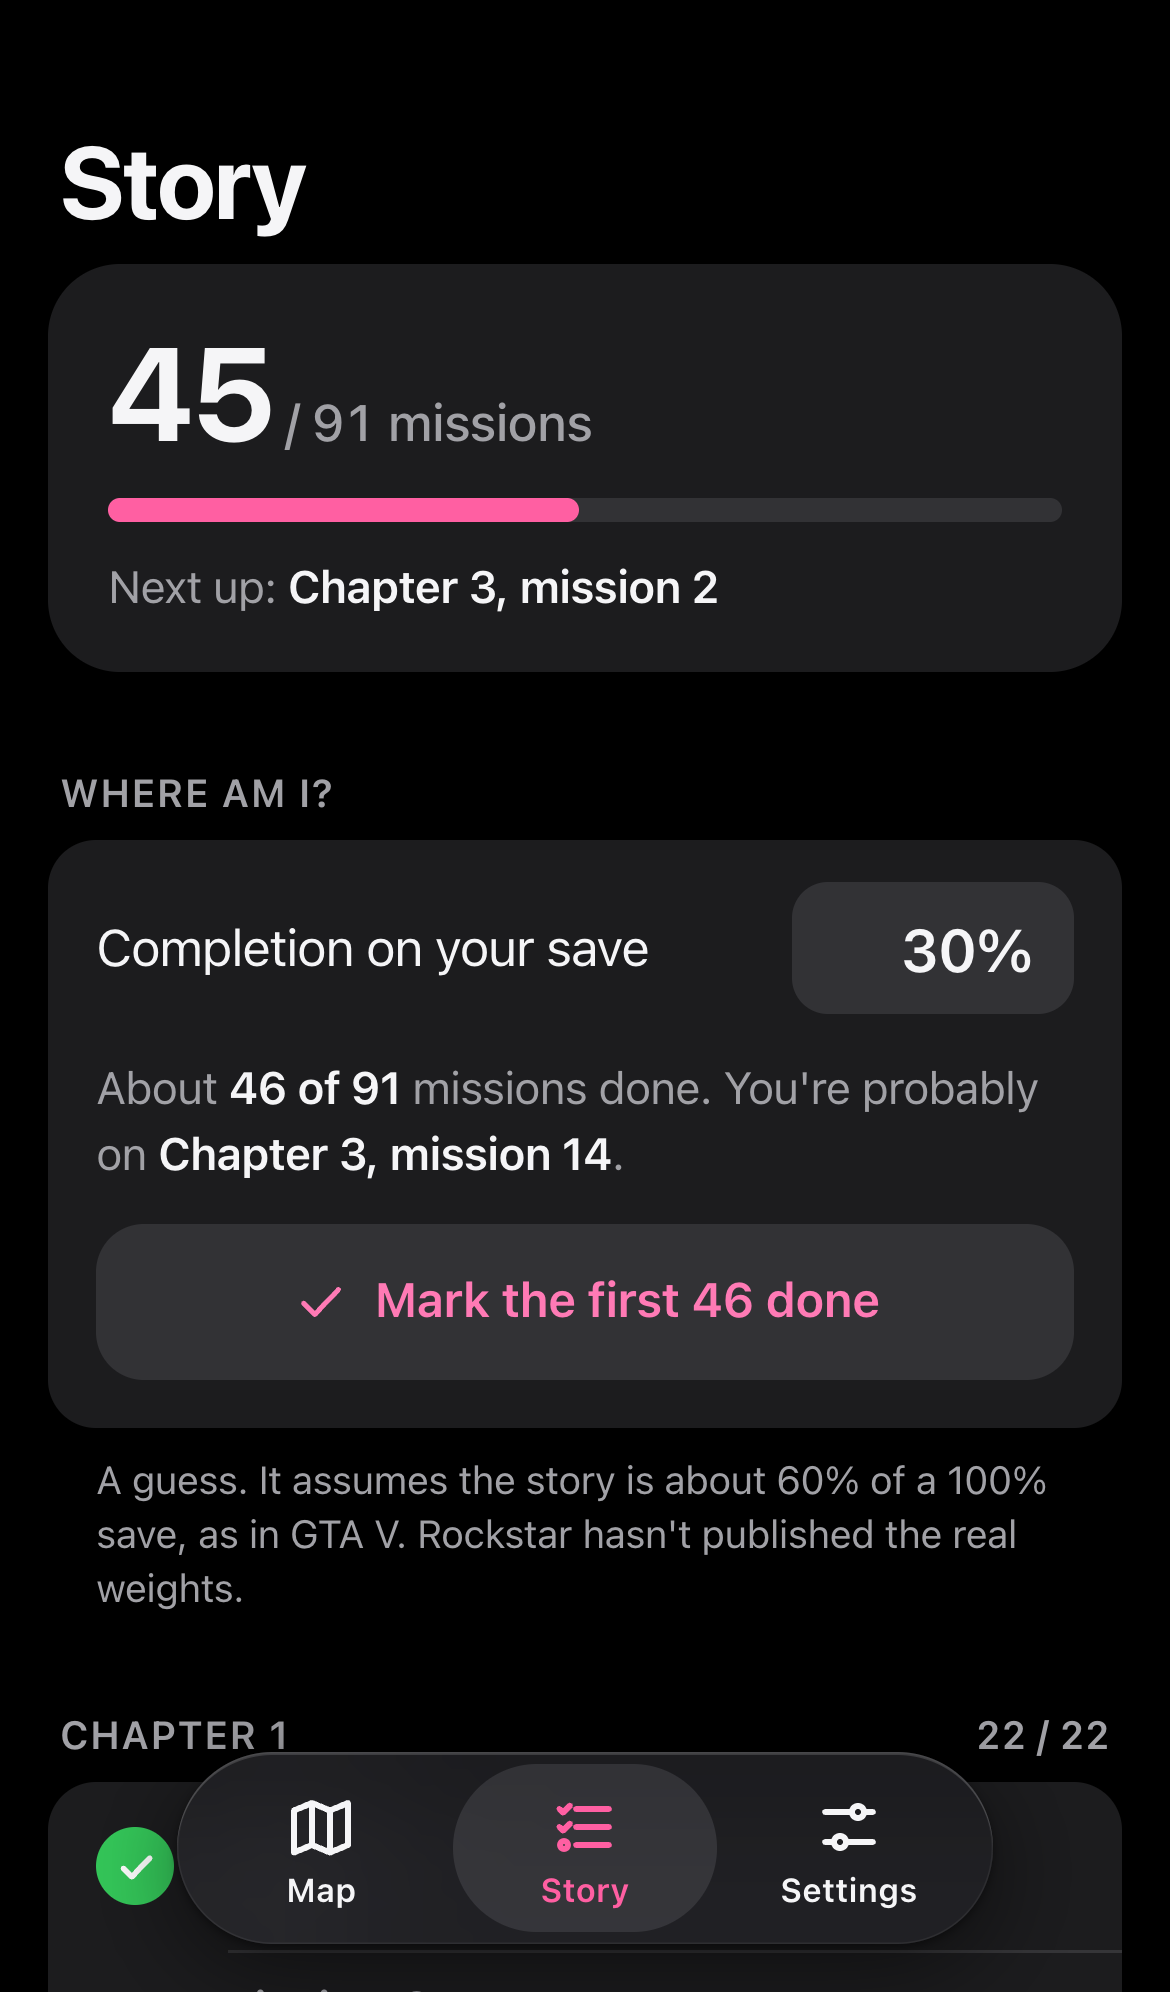 Story
45 / 91 missions
Next up: Chapter 3, mission 2
WHERE AM I?
Completion on your save 30%
About 46 of 91 missions done. You're probably
on Chapter 3, mission 14.
Mark the first 46 done
A guess. It assumes the story is about 60% of a 100%
save, as in GTA V. Rockstar hasn't published the real
weights.
CHAPTER 1 22 / 22
Map Story Settings